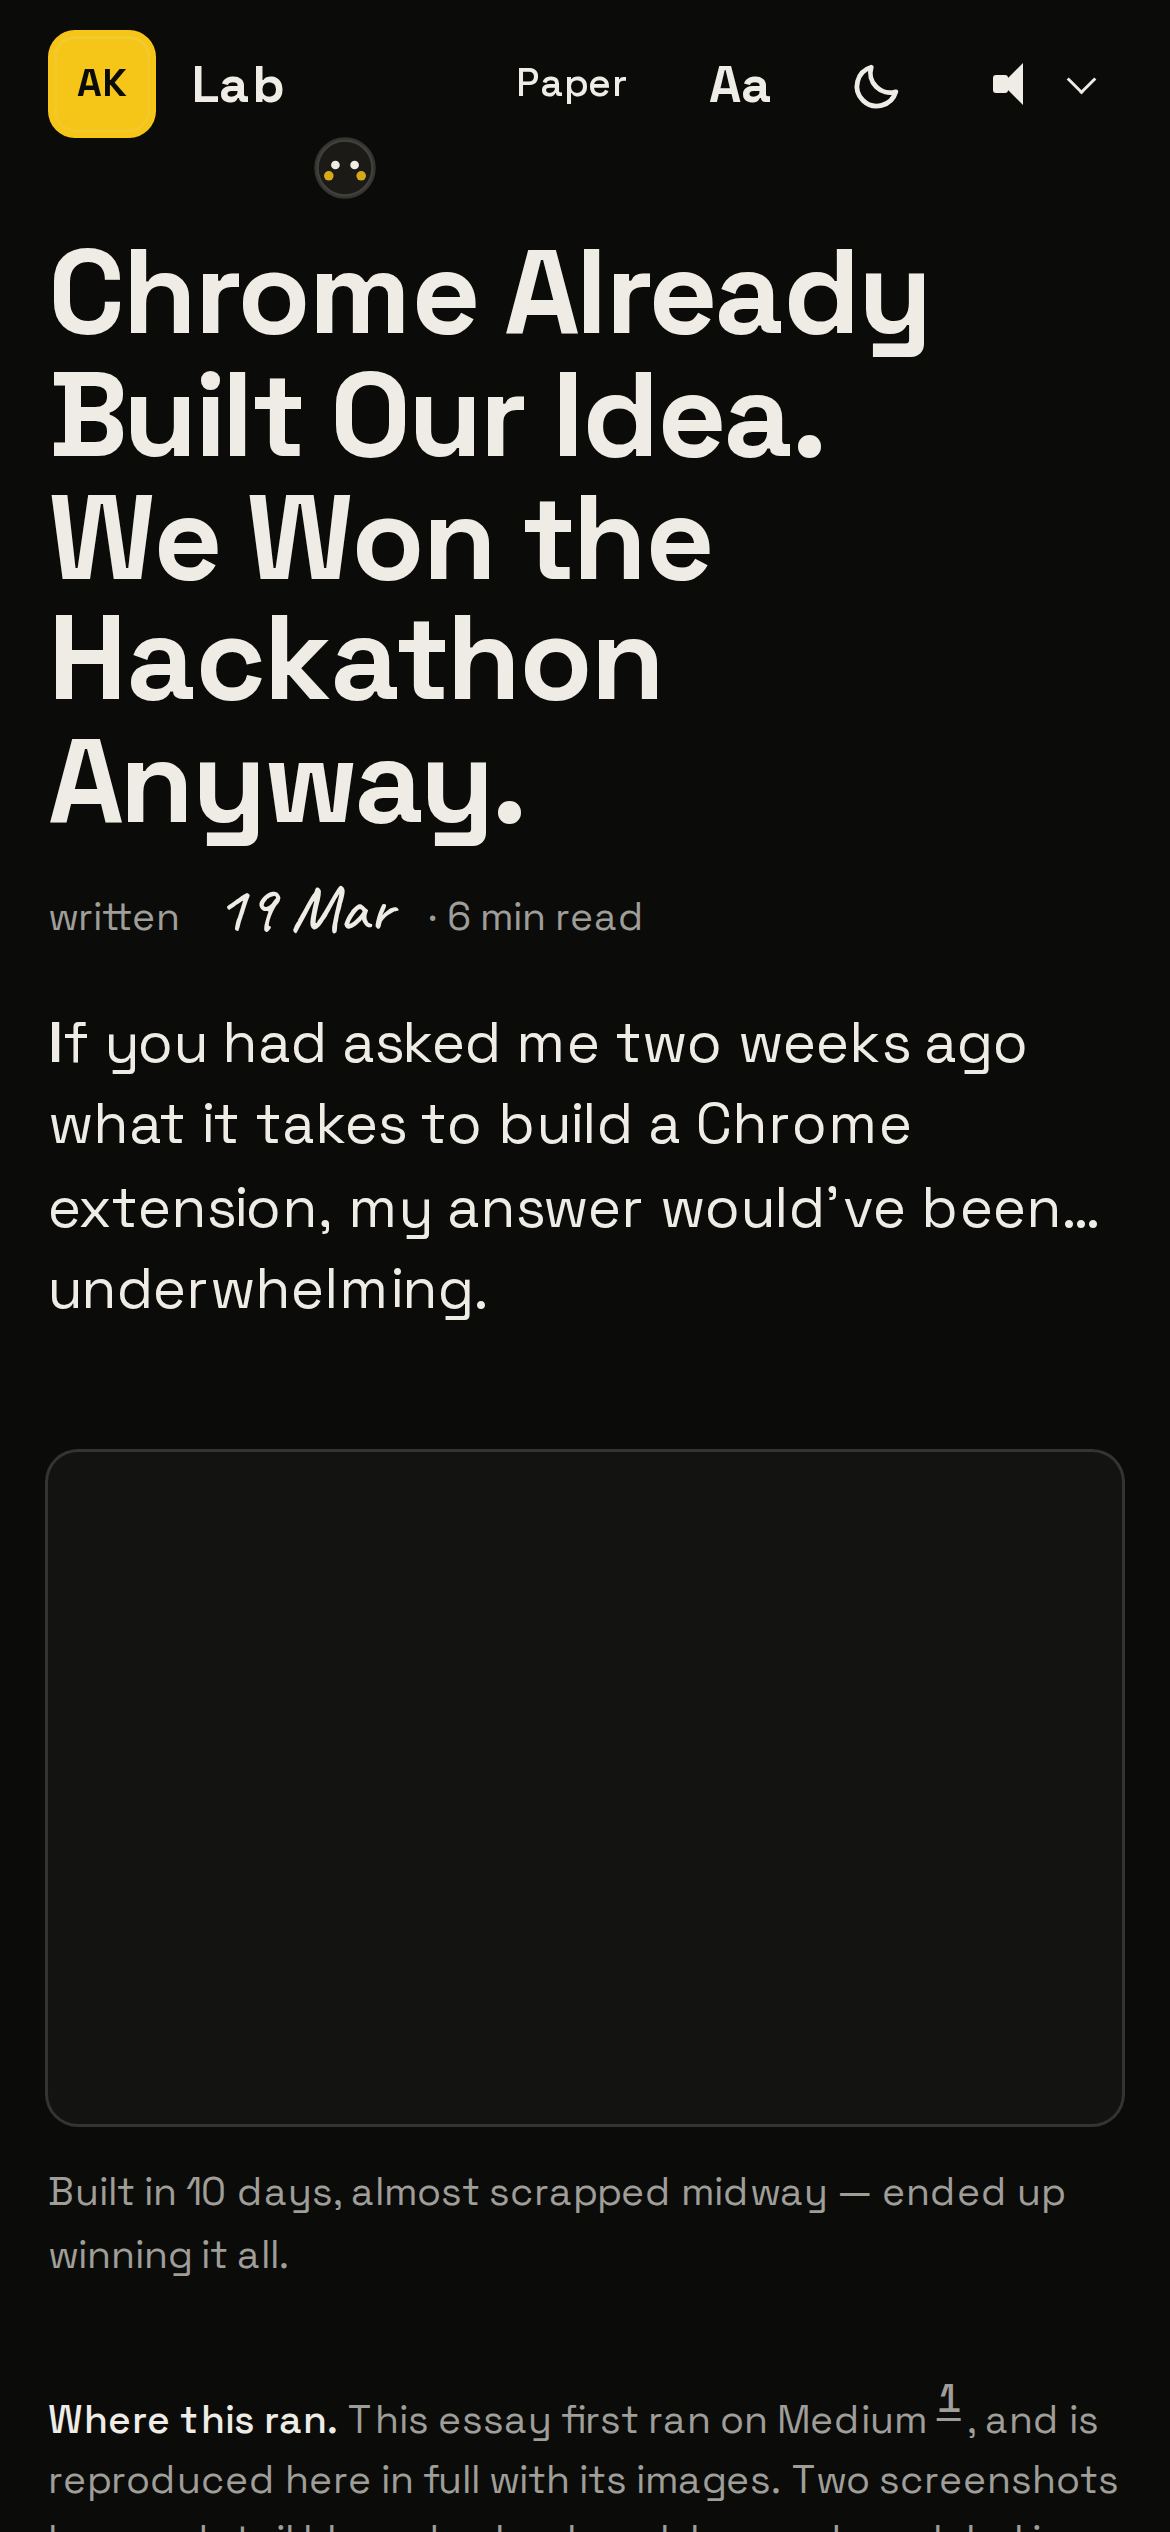 AK Lab Paper Aa
Chrome Already
Built Our Idea.
We Won the
Hackathon
Anyway.
written 19 Mar · 6 min read
If you had asked me two weeks ago
what it takes to build a Chrome
extension, my answer would’ve been…
underwhelming.
Built in 10 days, almost scrapped midway — ended up
winning it all.
Where this ran. This essay first ran on Medium 1, and is
reproduced here in full with its images. Two screenshots